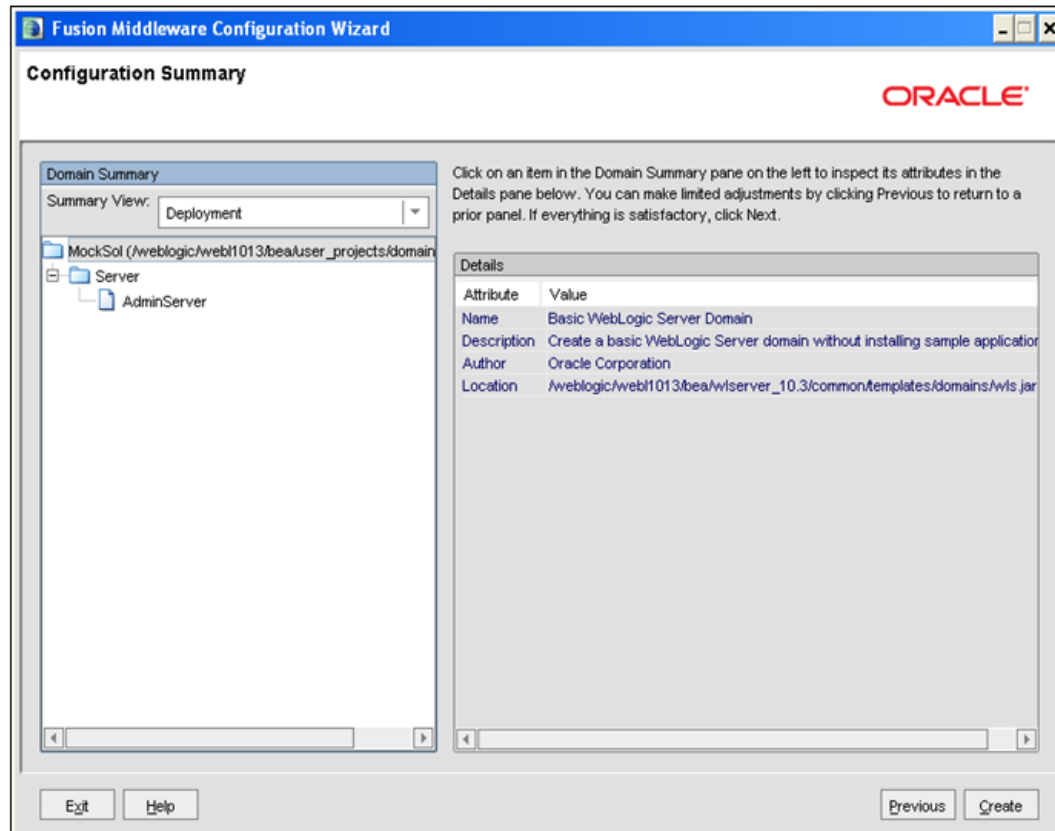 Fusion Middleware Configuration Wizard
Configuration Summary
ORACLE
Domain Summary
Summary View:
Deployment
MockSol (/weblogic/webl1013/bea/user_projects/domain
Server
AdminServer
Click on an item in the Domain Summary pane on the left to inspect its attributes in the
Details pane below. You can make limited adjustments by clicking Previous to return to a
prior panel. If everything is satisfactory, click Next.
Details
Attribute Value
Name Basic WebLogic Server Domain
Description Create a basic WebLogic Server domain without installing sample application
Author Oracle Corporation
Location /weblogic/webl1013/bea/wlserver_10.3/common/templates/domains/wls.jar
Exit Help Previous Create